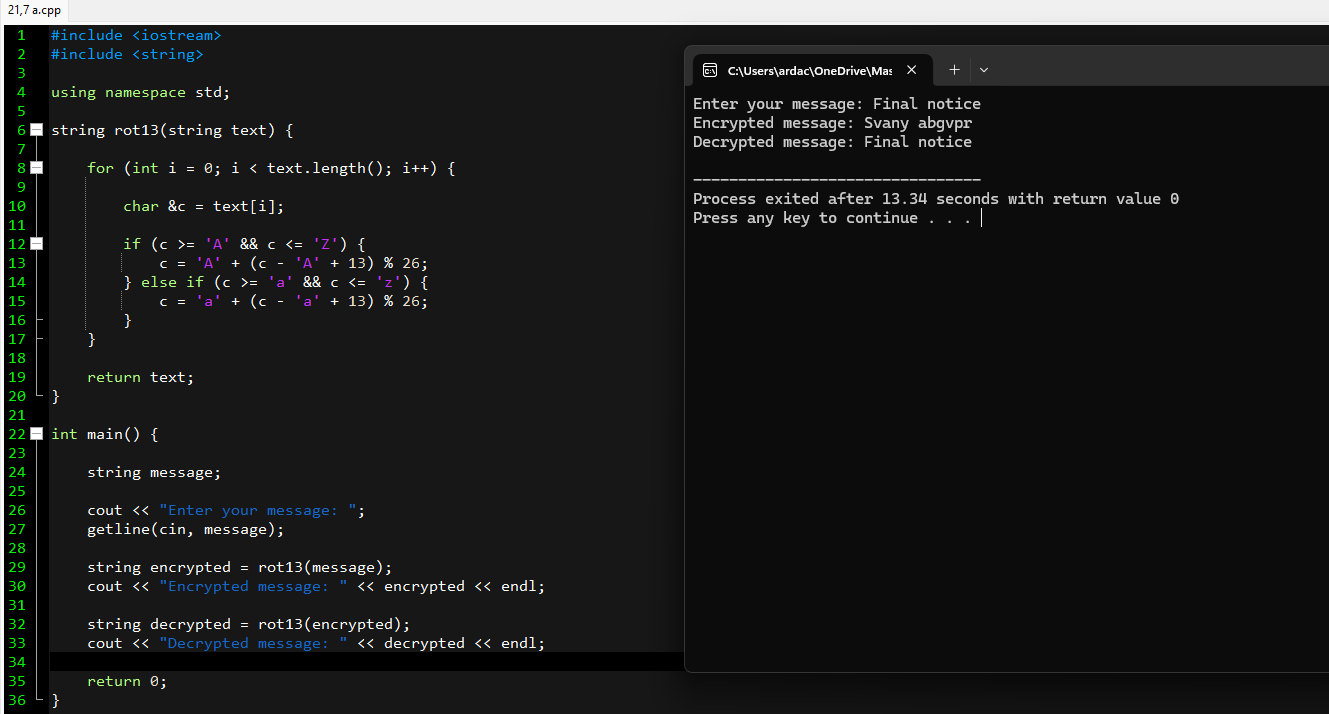 21,7 a.cpp
1 #include <iostream>
2 #include <string>
3
4 using namespace std;
5
6 string rot13(string text) {
7
8 for (int i = 0; i < text.length(); i++) {
9
10 char &c = text[i];
11
12 if (c >= 'A' && c <= 'Z') {
13 c = 'A' + (c - 'A' + 13) % 26;
14 } else if (c >= 'a' && c <= 'z') {
15 c = 'a' + (c - 'a' + 13) % 26;
16 }
17 }
18
19 return text;
20 }
21
22 int main() {
23
24 string message;
25
26 cout << "Enter your message: ";
27 getline(cin, message);
28
29 string encrypted = rot13(message);
30 cout << "Encrypted message: " << encrypted << endl;
31
32 string decrypted = rot13(encrypted);
33 cout << "Decrypted message: " << decrypted << endl;
34
35 return 0;
36 }
C:\Users\ardac\OneDrive\Mas
Enter your message: Final notice
Encrypted message: Svany abgvpr
Decrypted message: Final notice
--------------------------------
Process exited after 13.34 seconds with return value 0
Press any key to continue . . .